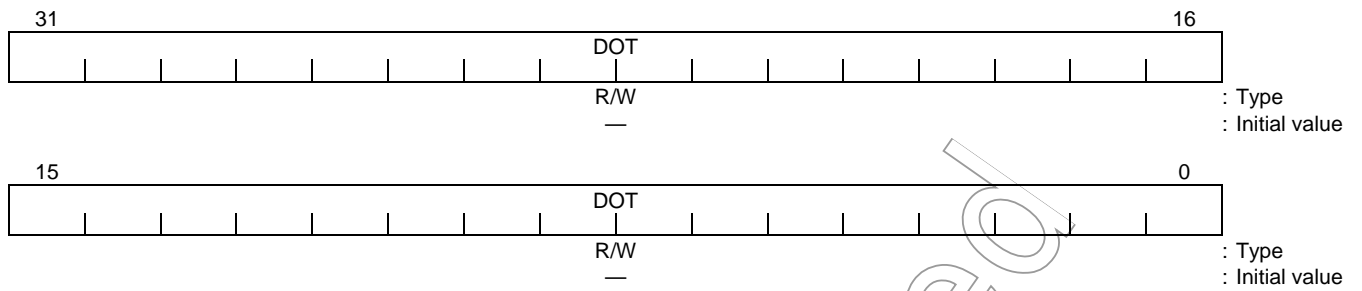 31 16
DOT
R/W : Type
— : Initial value
15 0
DOT
R/W : Type
— : Initial value